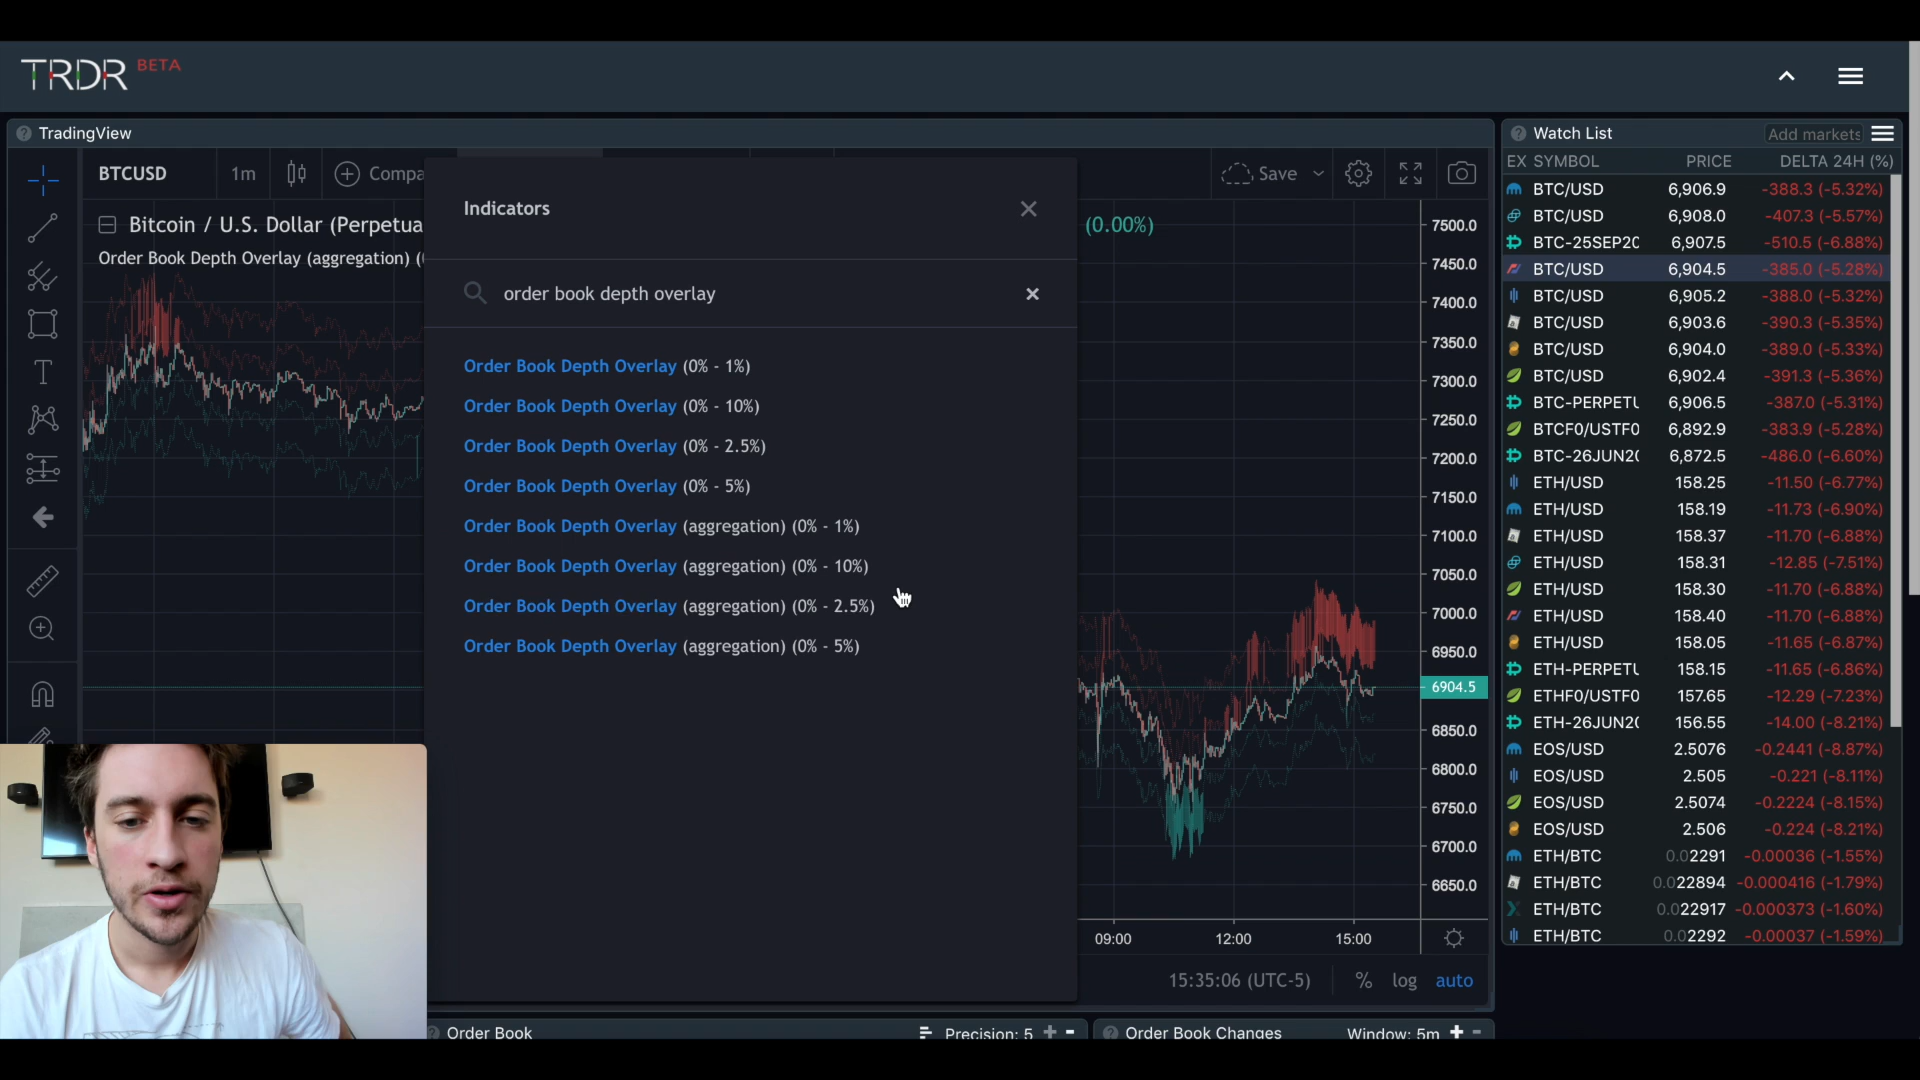 TRDR BETA
TradingView
BTCUSD 1m Compa
Save
Bitcoin / U.S. Dollar (Perpetua
(0.00%)
Order Book Depth Overlay (aggregation) (
Indicators
order book depth overlay
Order Book Depth Overlay (0% - 1%)
Order Book Depth Overlay (0% - 10%)
Order Book Depth Overlay (0% - 2.5%)
Order Book Depth Overlay (0% - 5%)
Order Book Depth Overlay (aggregation) (0% - 1%)
Order Book Depth Overlay (aggregation) (0% - 10%)
Order Book Depth Overlay (aggregation) (0% - 2.5%)
Order Book Depth Overlay (aggregation) (0% - 5%)
7500.0
7450.0
7400.0
7350.0
7300.0
7250.0
7200.0
7150.0
7100.0
7050.0
7000.0
6950.0
6904.5
6850.0
6800.0
6750.0
6700.0
6650.0
09:00 12:00 15:00
15:35:06 (UTC-5) % log auto
Order Book Precision: 5 + -
Order Book Changes Window: 5m + -
Watch List Add markets
EX SYMBOL PRICE DELTA 24H (%)
BTC/USD 6,906.9 -388.3 (-5.32%)
BTC/USD 6,908.0 -407.3 (-5.57%)
BTC-25SEP20 6,907.5 -510.5 (-6.88%)
BTC/USD 6,904.5 -385.0 (-5.28%)
BTC/USD 6,905.2 -388.0 (-5.32%)
BTC/USD 6,903.6 -390.3 (-5.35%)
BTC/USD 6,904.0 -389.0 (-5.33%)
BTC/USD 6,902.4 -391.3 (-5.36%)
BTC-PERPETU 6,906.5 -387.0 (-5.31%)
BTCF0/USTF0 6,892.9 -383.9 (-5.28%)
BTC-26JUN20 6,872.5 -486.0 (-6.60%)
ETH/USD 158.25 -11.50 (-6.77%)
ETH/USD 158.19 -11.73 (-6.90%)
ETH/USD 158.37 -11.70 (-6.88%)
ETH/USD 158.31 -12.85 (-7.51%)
ETH/USD 158.30 -11.70 (-6.88%)
ETH/USD 158.40 -11.70 (-6.88%)
ETH/USD 158.05 -11.65 (-6.87%)
ETH-PERPETU 158.15 -11.65 (-6.86%)
ETHF0/USTF0 157.65 -12.29 (-7.23%)
ETH-26JUN20 156.55 -14.00 (-8.21%)
EOS/USD 2.5076 -0.2441 (-8.87%)
EOS/USD 2.505 -0.221 (-8.11%)
EOS/USD 2.5074 -0.2224 (-8.15%)
EOS/USD 2.506 -0.224 (-8.21%)
ETH/BTC 0.02291 -0.00036 (-1.55%)
ETH/BTC 0.022894 -0.000416 (-1.79%)
ETH/BTC 0.022917 -0.000373 (-1.60%)
ETH/BTC 0.02292 -0.00037 (-1.59%)